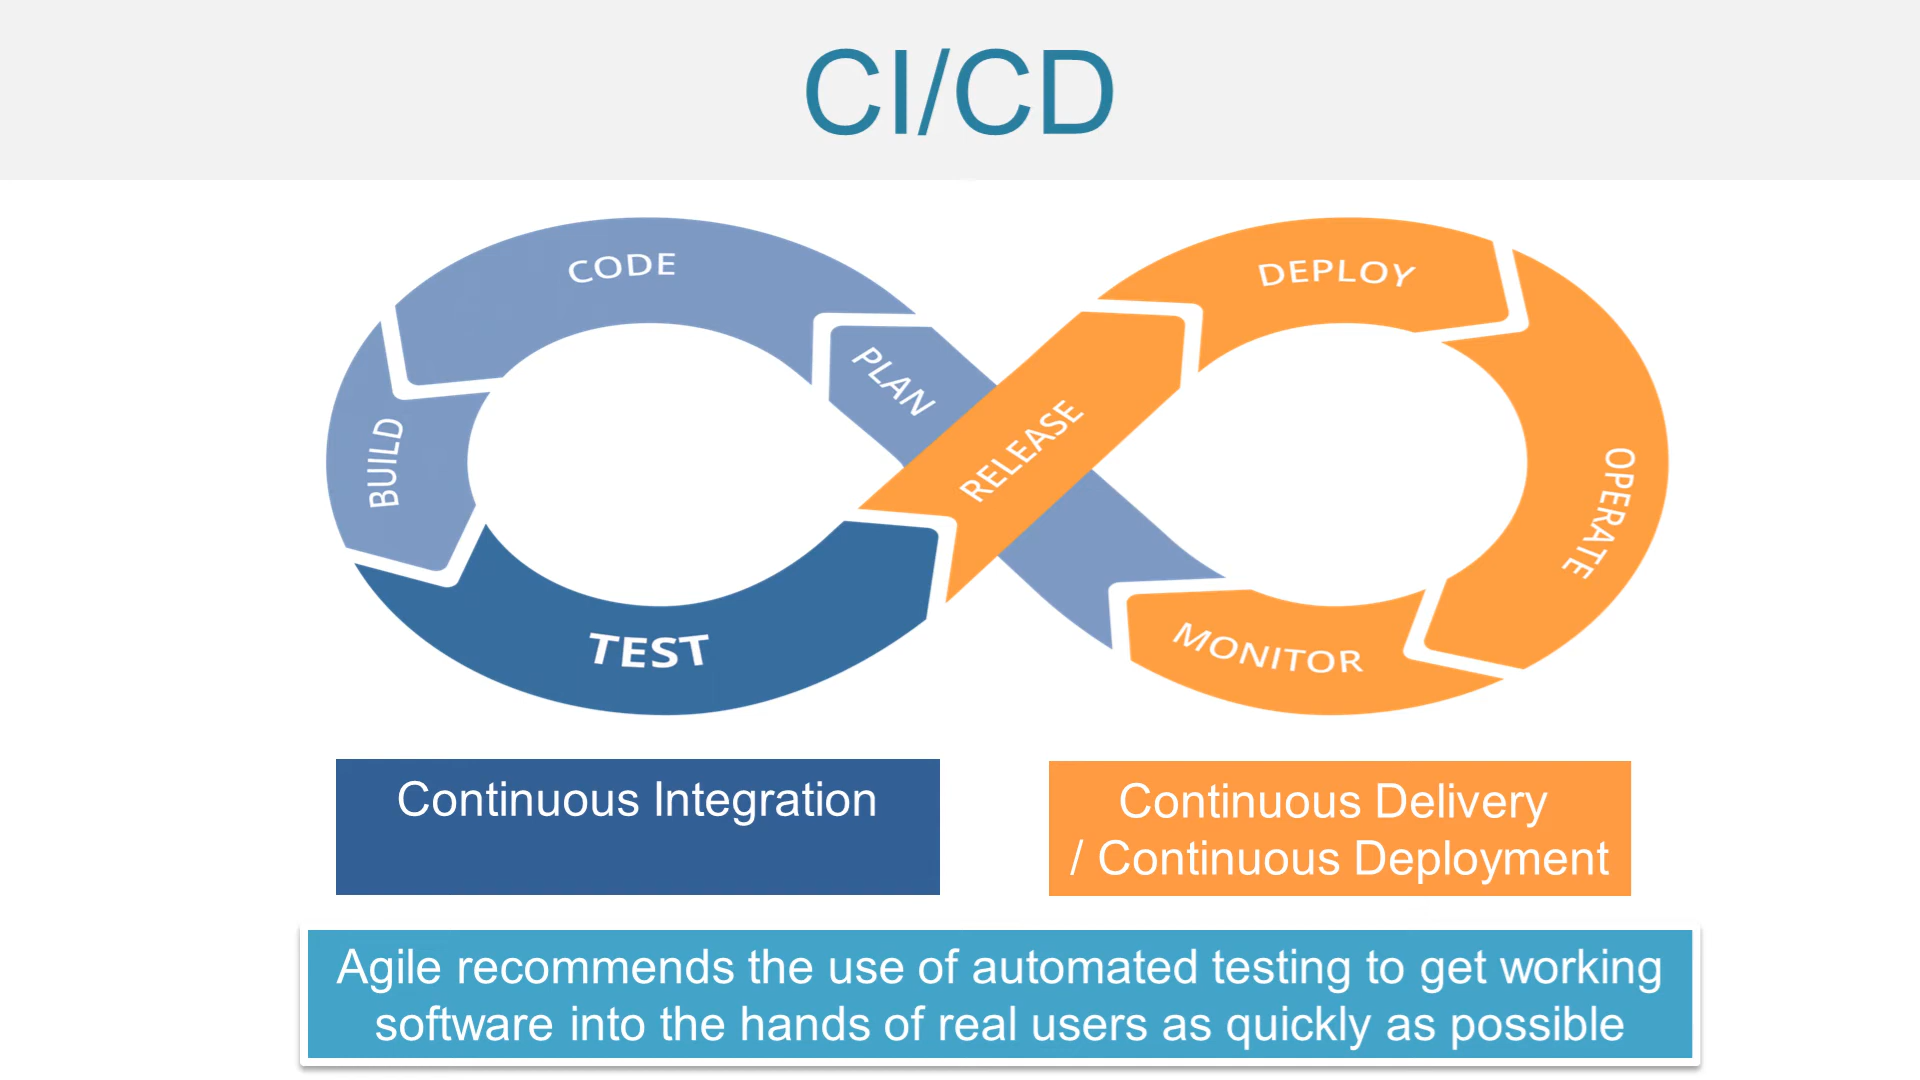 CI/CD
CODE
DEPLOY
PLAN
BUILD
RELEASE
OPERATE
TEST
MONITOR
Continuous Integration
Continuous Delivery
/ Continuous Deployment
Agile recommends the use of automated testing to get working
software into the hands of real users as quickly as possible